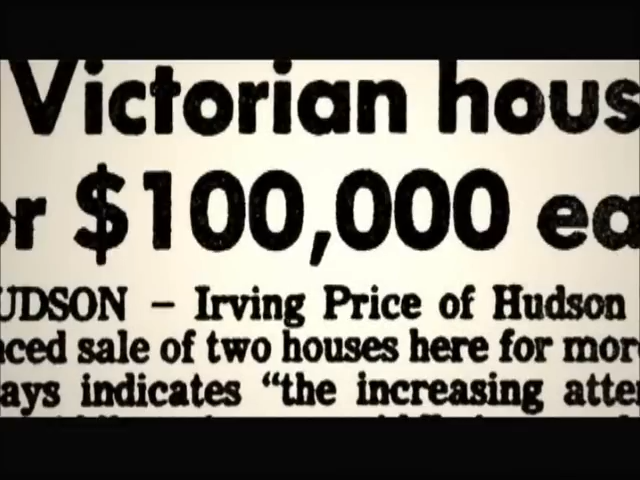 Victorian hous
or $100,000 ea
UDSON – Irving Price of Hudson
nced sale of two houses here for mor
ays indicates “the increasing atte